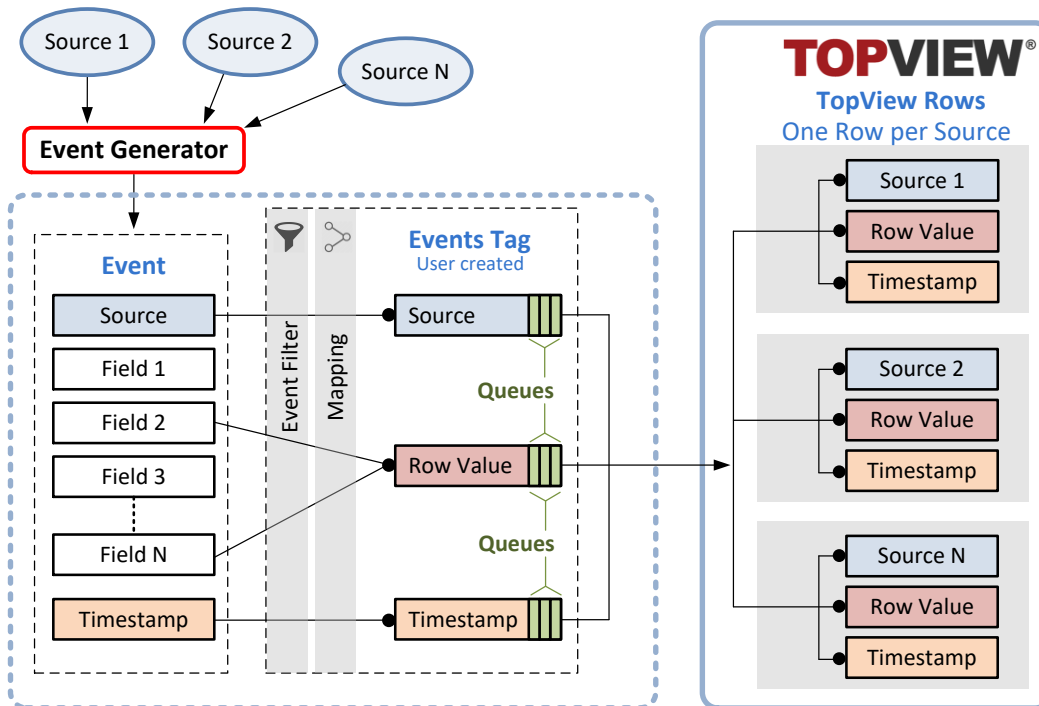 Source 1
Source 2
Source N
Event Generator
Event
Source
Field 1
Field 2
Field 3
Field N
Timestamp
Event Filter
Mapping
Events Tag
User created
Source
Queues
Row Value
Queues
Timestamp
TOPVIEW®
TopView Rows
One Row per Source
Source 1
Row Value
Timestamp
Source 2
Row Value
Timestamp
Source N
Row Value
Timestamp